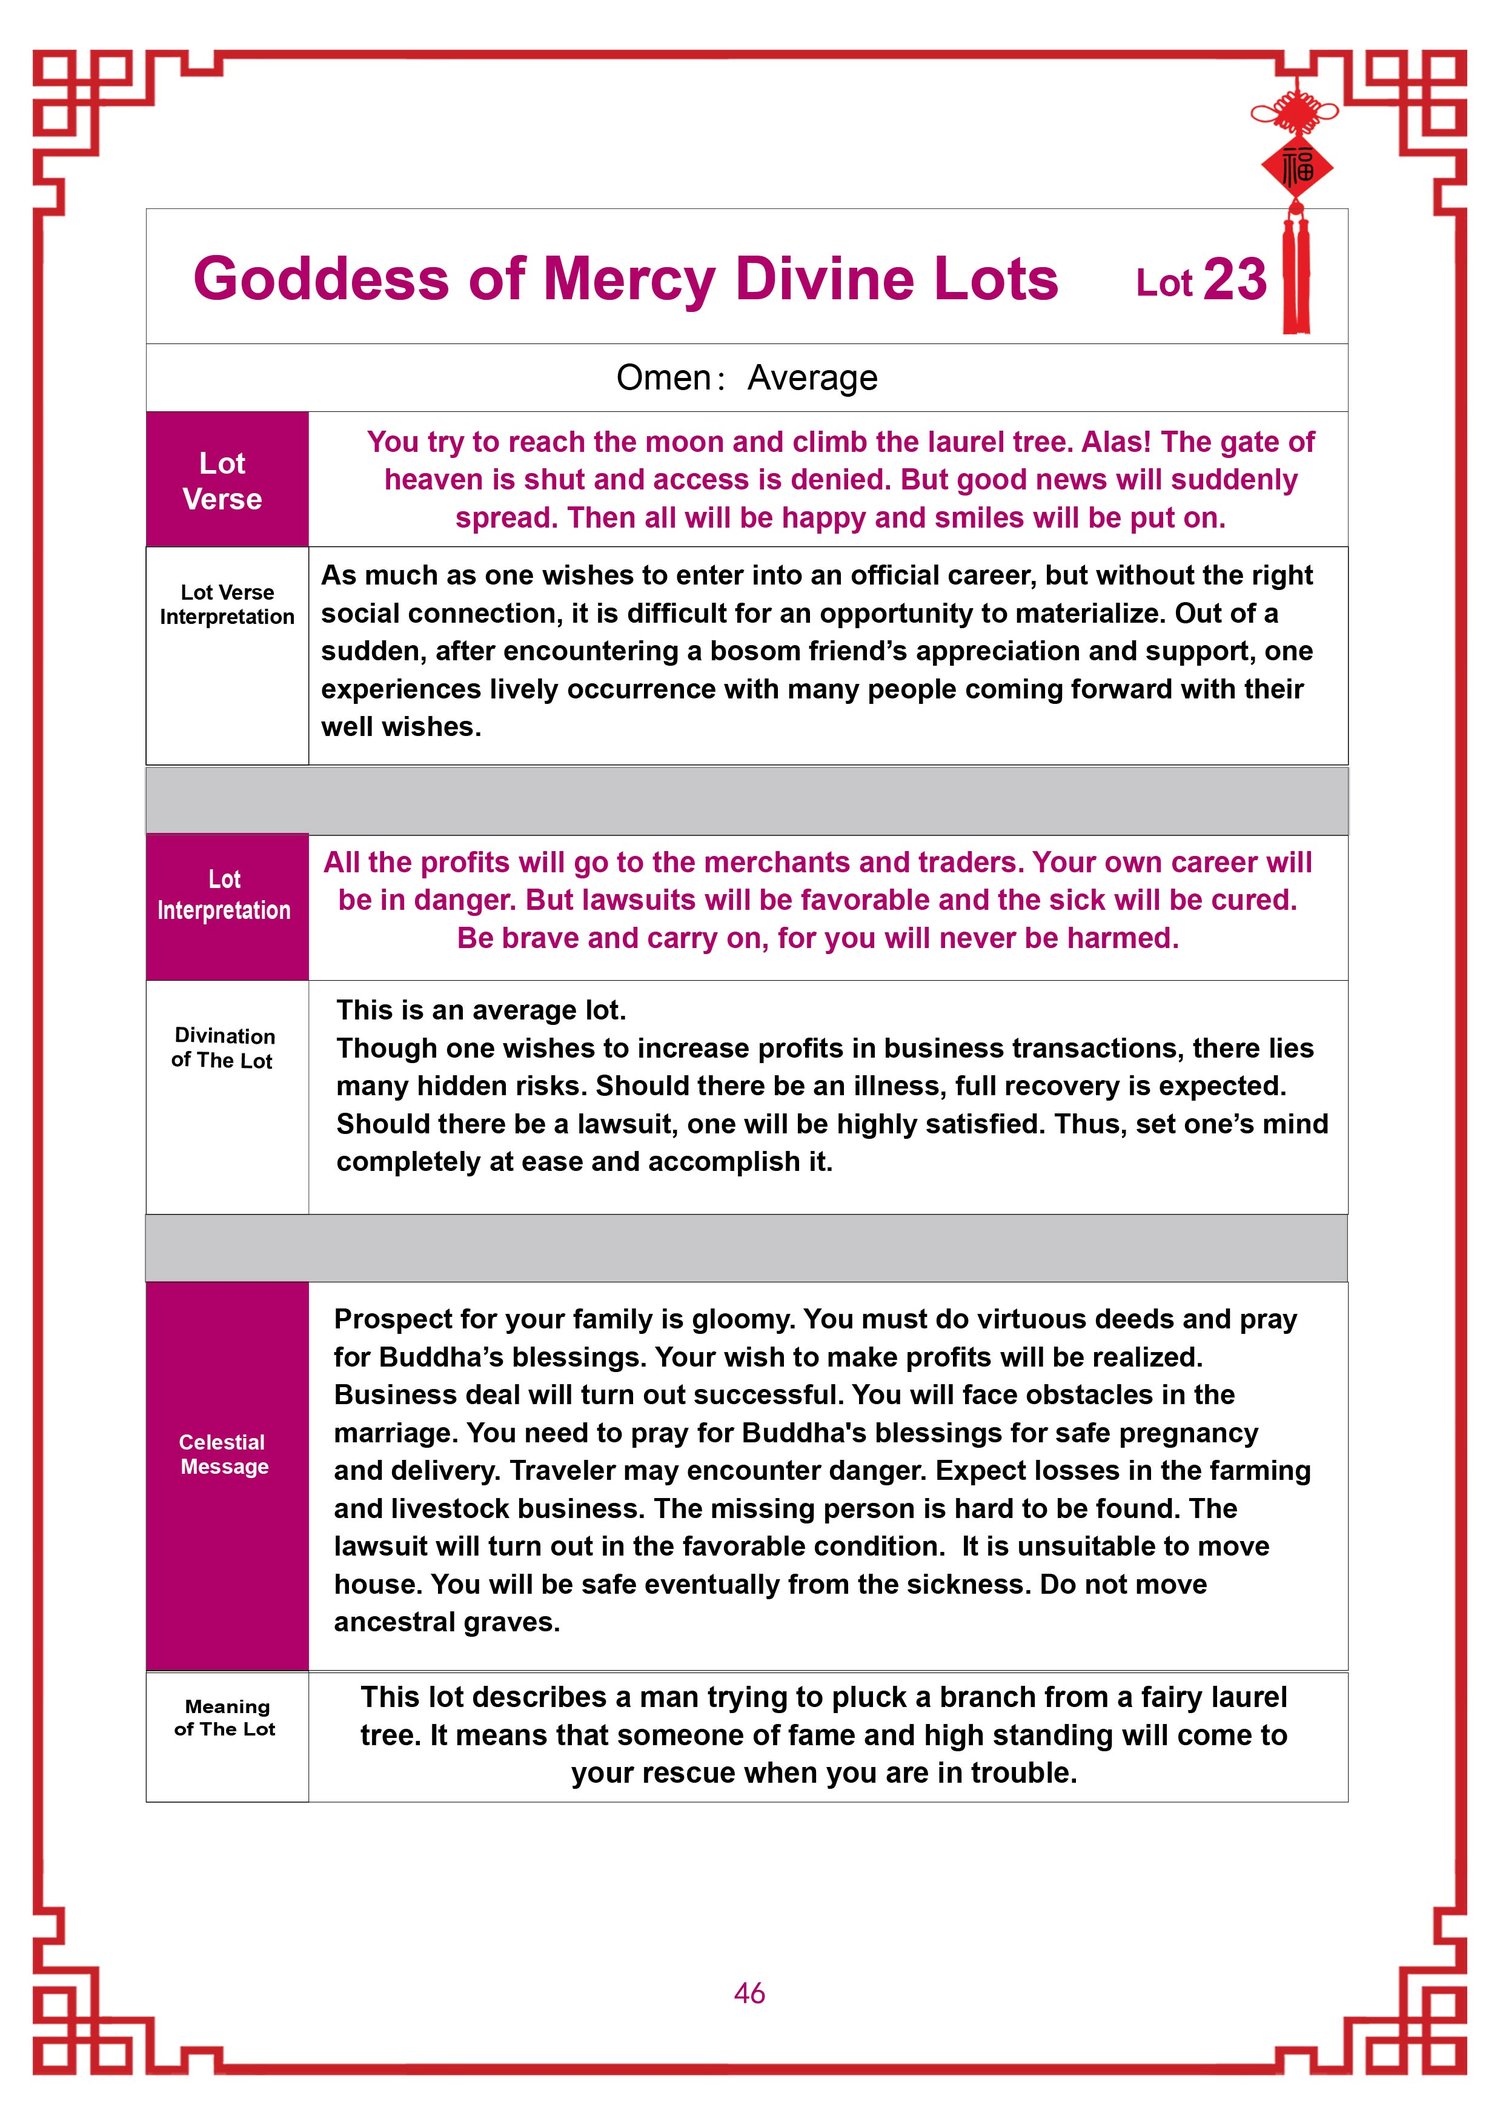 福
Goddess of Mercy Divine Lots Lot 23
Omen： Average
Lot
Verse
You try to reach the moon and climb the laurel tree. Alas! The gate of
heaven is shut and access is denied. But good news will suddenly
spread. Then all will be happy and smiles will be put on.
Lot Verse
Interpretation
As much as one wishes to enter into an official career, but without the right
social connection, it is difficult for an opportunity to materialize. Out of a
sudden, after encountering a bosom friend’s appreciation and support, one
experiences lively occurrence with many people coming forward with their
well wishes.
Lot
Interpretation
All the profits will go to the merchants and traders. Your own career will
be in danger. But lawsuits will be favorable and the sick will be cured.
Be brave and carry on, for you will never be harmed.
Divination
of The Lot
This is an average lot.
Though one wishes to increase profits in business transactions, there lies
many hidden risks. Should there be an illness, full recovery is expected.
Should there be a lawsuit, one will be highly satisfied. Thus, set one’s mind
completely at ease and accomplish it.
Celestial
Message
Prospect for your family is gloomy. You must do virtuous deeds and pray
for Buddha’s blessings. Your wish to make profits will be realized.
Business deal will turn out successful. You will face obstacles in the
marriage. You need to pray for Buddha's blessings for safe pregnancy
and delivery. Traveler may encounter danger. Expect losses in the farming
and livestock business. The missing person is hard to be found. The
lawsuit will turn out in the favorable condition.  It is unsuitable to move
house. You will be safe eventually from the sickness. Do not move
ancestral graves.
Meaning
of The Lot
This lot describes a man trying to pluck a branch from a fairy laurel
tree. It means that someone of fame and high standing will come to
your rescue when you are in trouble.
46